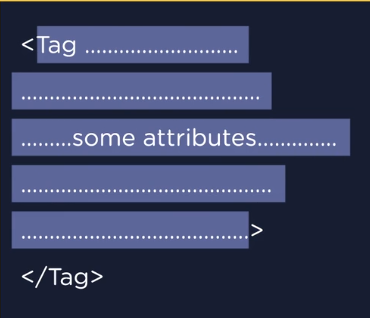 <Tag ...........................
..........................................
.........some attributes..............
............................................
........................................>
</Tag>